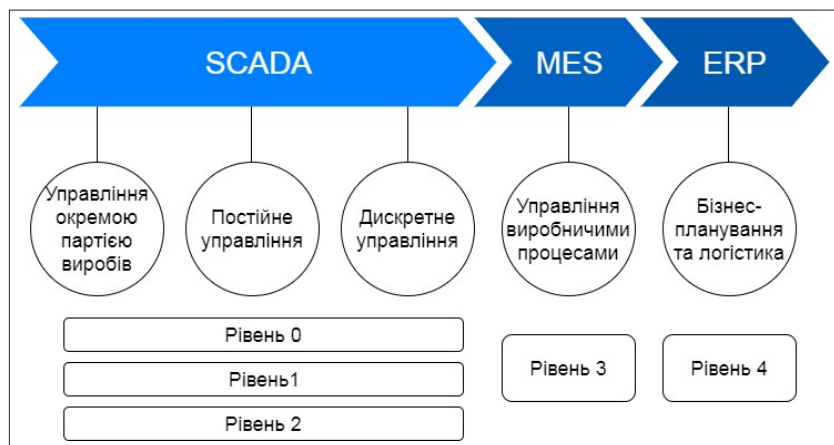 SCADA
MES
ERP
Управління
окремою
партією
виробів
Постійне
управління
Дискретне
управління
Управління
виробничими
процесами
Бізнес-
планування
та логістика
Рівень 0
Рівень1
Рівень 2
Рівень 3
Рівень 4